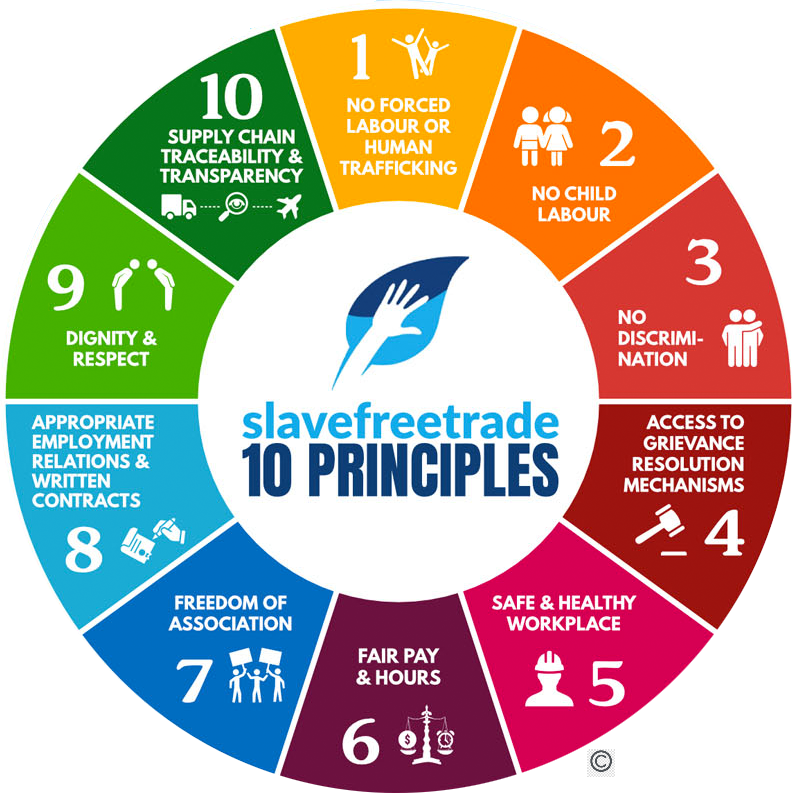 slavefreetrade
10 PRINCIPLES
1
NO FORCED
LABOUR OR
HUMAN
TRAFFICKING
2
NO CHILD
LABOUR
3
NO
DISCRIMI-
NATION
ACCESS TO
GRIEVANCE
RESOLUTION
MECHANISMS
4
SAFE & HEALTHY
WORKPLACE
5
FAIR PAY
& HOURS
6
$
FREEDOM OF
ASSOCIATION
7
APPROPRIATE
EMPLOYMENT
RELATIONS &
WRITTEN
CONTRACTS
8
9
DIGNITY &
RESPECT
10
SUPPLY CHAIN
TRACEABILITY &
TRANSPARENCY
©